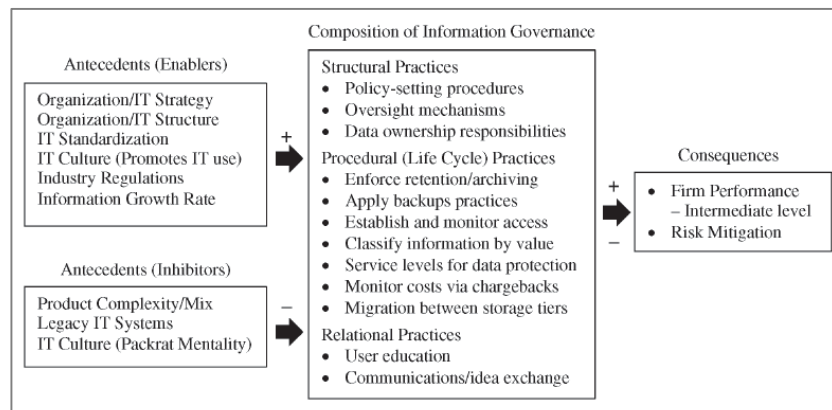 Composition of Information Governance
Antecedents (Enablers)
Organization/IT Strategy
Organization/IT Structure
IT Standardization
IT Culture (Promotes IT use)
Industry Regulations
Information Growth Rate
+
Antecedents (Inhibitors)
Product Complexity/Mix
Legacy IT Systems
IT Culture (Packrat Mentality)
–
Structural Practices
• Policy-setting procedures
• Oversight mechanisms
• Data ownership responsibilities
Procedural (Life Cycle) Practices
• Enforce retention/archiving
• Apply backups practices
• Establish and monitor access
• Classify information by value
• Service levels for data protection
• Monitor costs via chargebacks
• Migration between storage tiers
Relational Practices
• User education
• Communications/idea exchange
+
–
Consequences
• Firm Performance
– Intermediate level
• Risk Mitigation